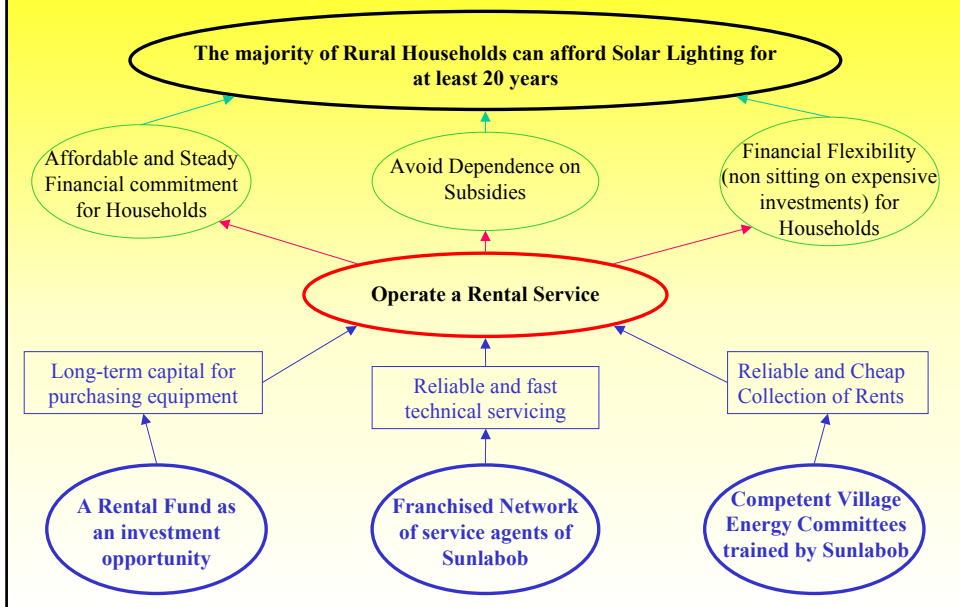 The majority of Rural Households can afford Solar Lighting for
at least 20 years
Affordable and Steady
Financial commitment
for Households
Avoid Dependence on
Subsidies
Financial Flexibility
(non sitting on expensive
investments) for
Households
Operate a Rental Service
Long-term capital for
purchasing equipment
Reliable and fast
technical servicing
Reliable and Cheap
Collection of Rents
A Rental Fund as
an investment
opportunity
Franchised Network
of service agents of
Sunlabob
Competent Village
Energy Committees
trained by Sunlabob